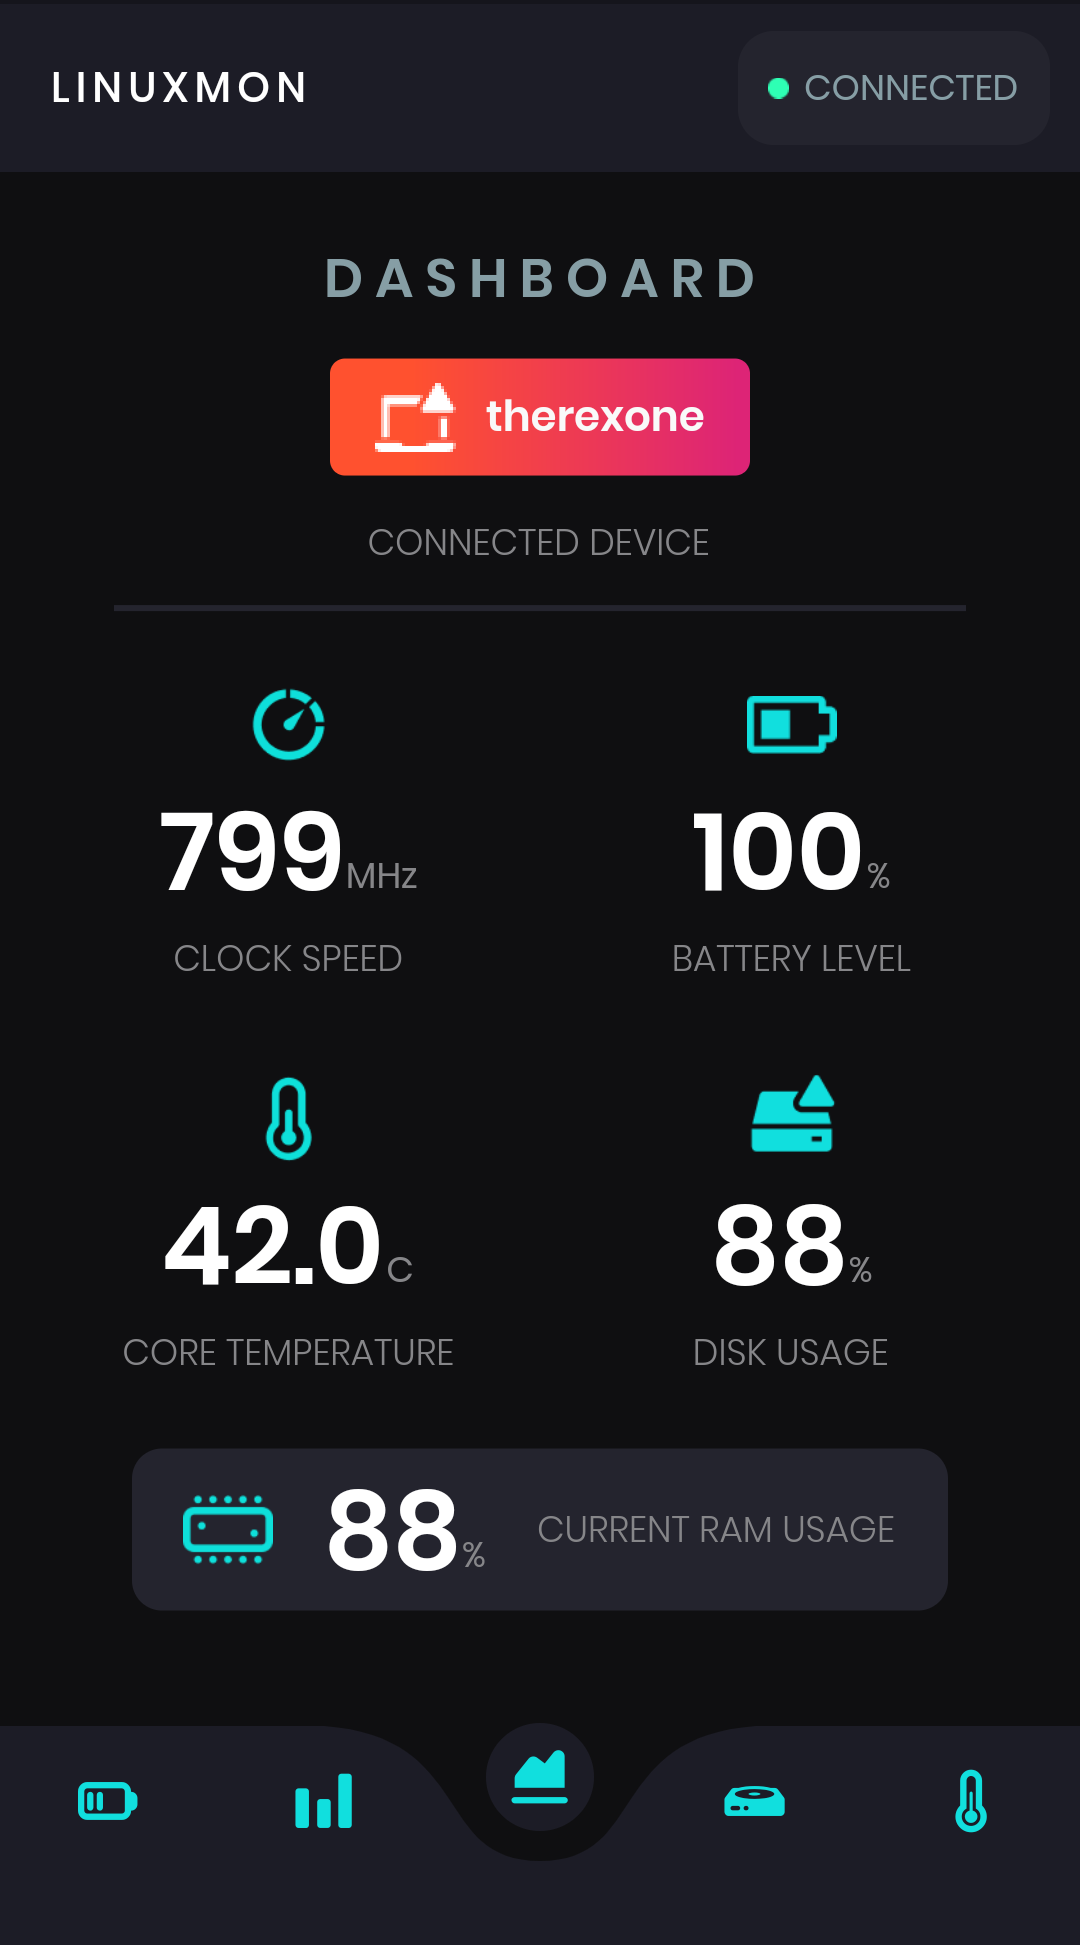 LINUXMON
CONNECTED
DASHBOARD
therexone
CONNECTED DEVICE
799 MHz
100 %
CLOCK SPEED
BATTERY LEVEL
42.0 C
88 %
CORE TEMPERATURE
DISK USAGE
88 % CURRENT RAM USAGE